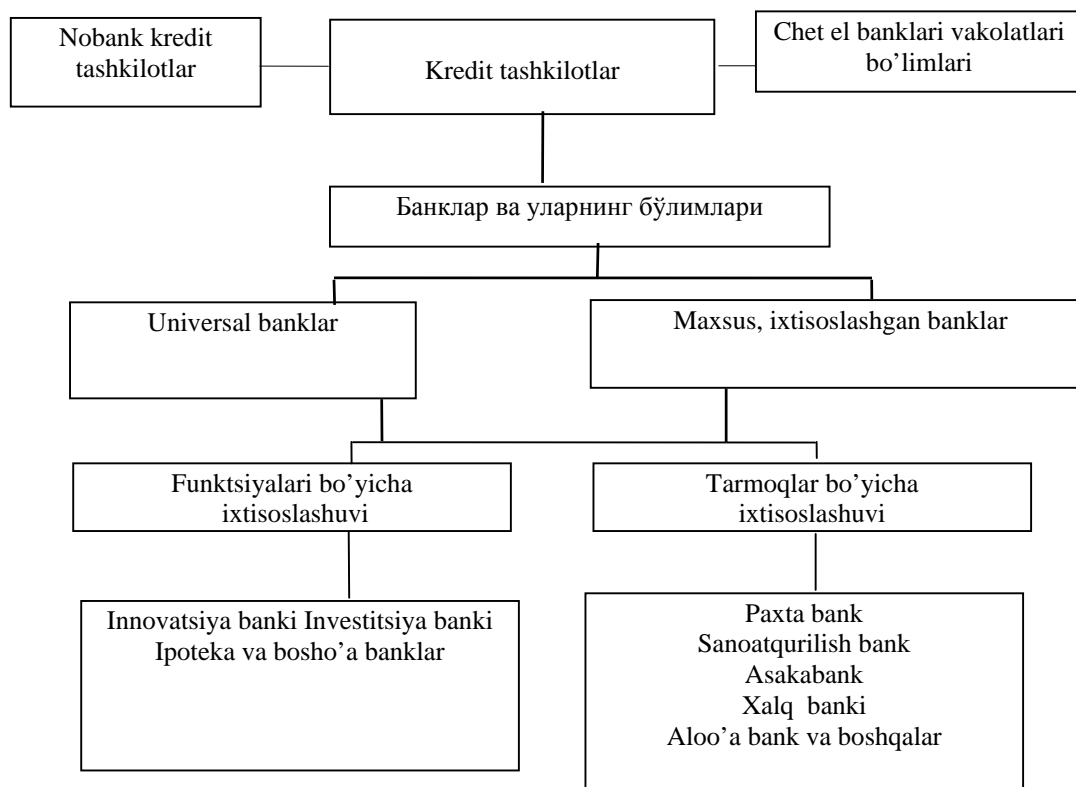 Nobank kredit
tashkilotlar
Kredit tashkilotlar
Chet el banklari vakolatlari
bo’limlari
Банклар ва уларнинг бўлимлари
Universal banklar
Maxsus, ixtisoslashgan banklar
Funktsiyalari bo’yicha
ixtisoslashuvi
Tarmoqlar bo’yicha
ixtisoslashuvi
Innovatsiya banki Investitsiya banki
Ipoteka va bosho’a banklar
Paxta bank
Sanoatqurilish bank
Asakabank
Xalq banki
Aloo’a bank va boshqalar